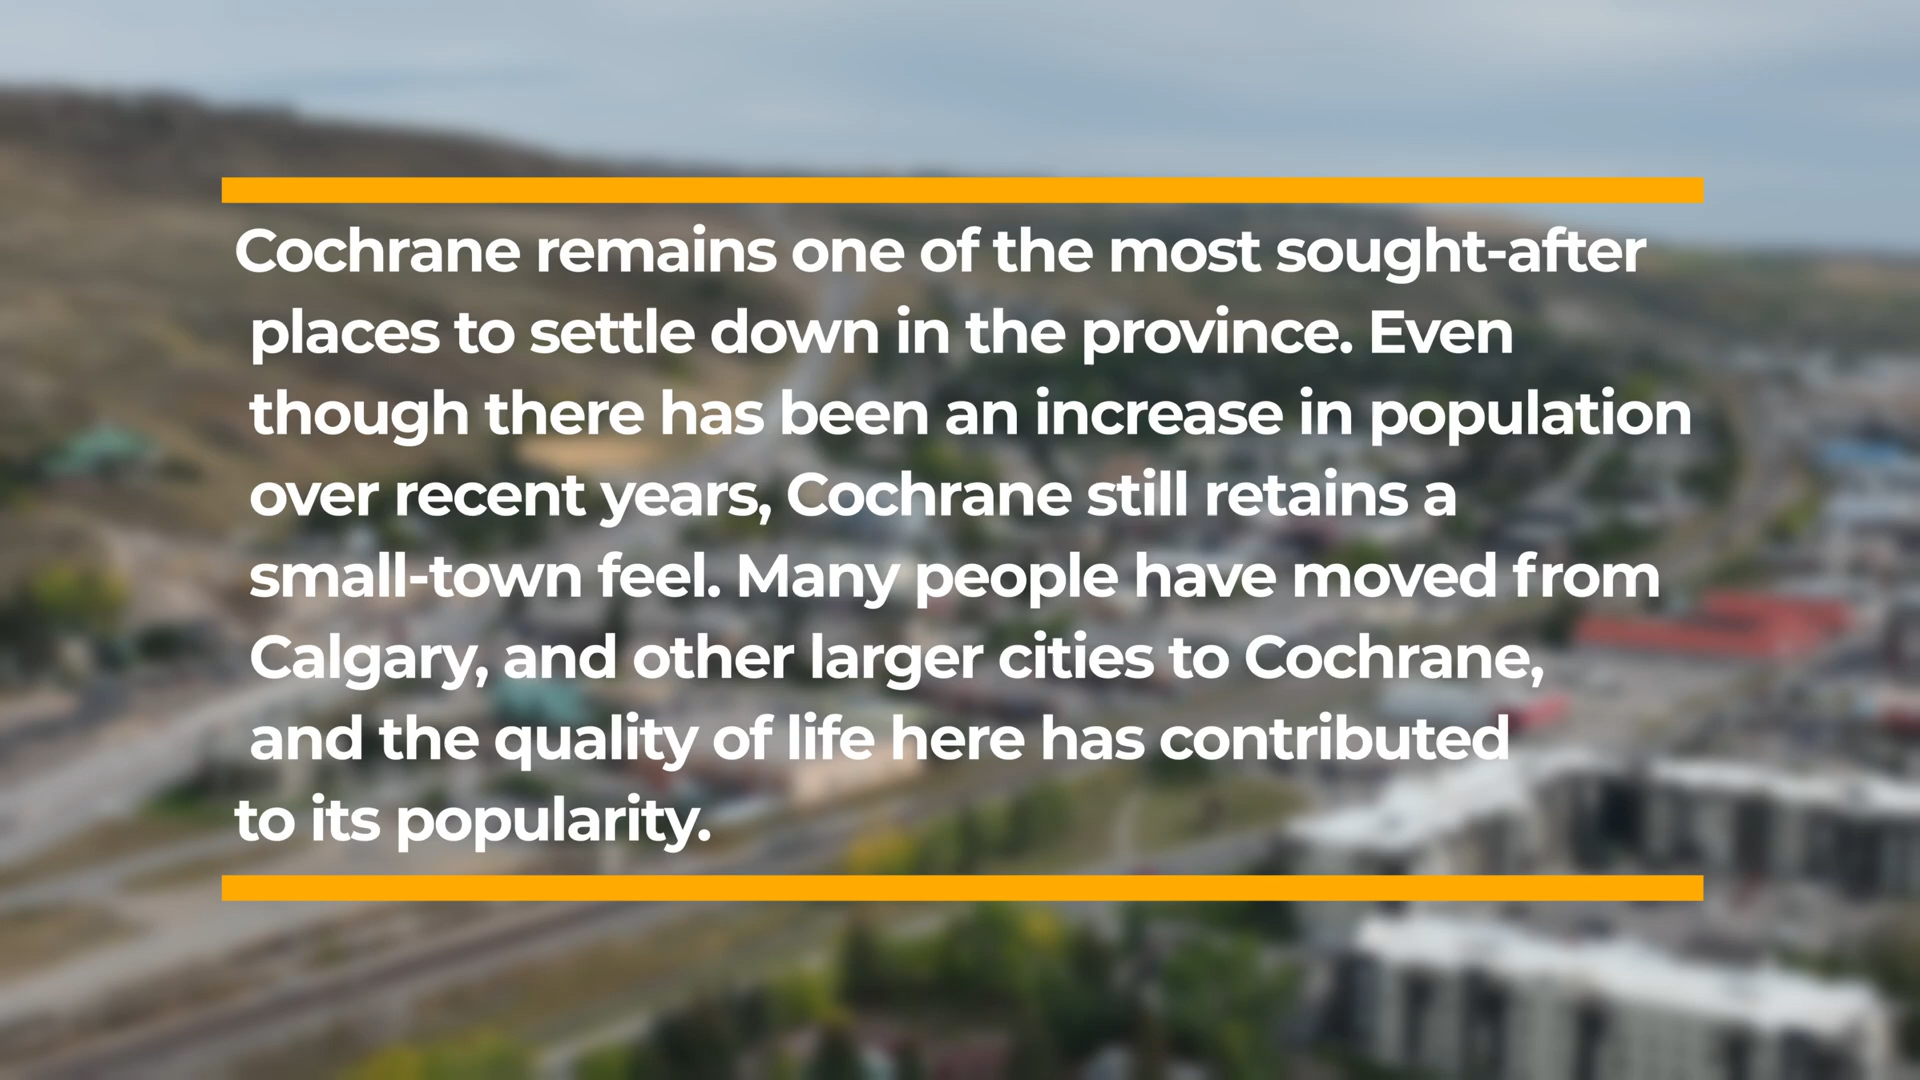 Cochrane remains one of the most sought-after
places to settle down in the province. Even
though there has been an increase in population
over recent years, Cochrane still retains a
small-town feel. Many people have moved from
Calgary, and other larger cities to Cochrane,
and the quality of life here has contributed
to its popularity.